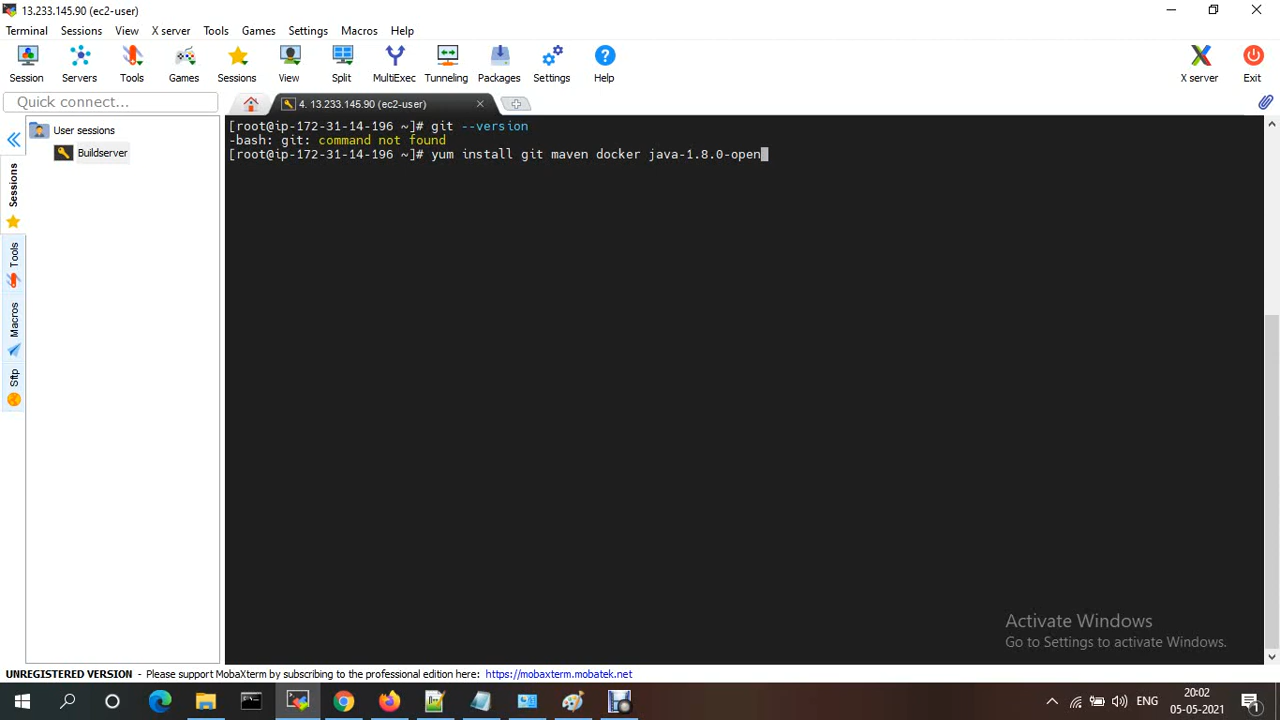 13.233.145.90 (ec2-user)
Terminal Sessions View X server Tools Games Settings Macros Help
Session Servers Tools Games Sessions View Split MultiExec Tunneling Packages Settings Help X server Exit
Quick connect...
4. 13.233.145.90 (ec2-user)
User sessions
Buildserver
Sessions
Tools
Macros
Sftp
[root@ip-172-31-14-196 ~]# git --version
-bash: git: command not found
[root@ip-172-31-14-196 ~]# yum install git maven docker java-1.8.0-open
Activate Windows
Go to Settings to activate Windows.
UNREGISTERED VERSION - Please support MobaXterm by subscribing to the professional edition here: https://mobaxterm.mobatek.net
ENG
20:02
05-05-2021
1